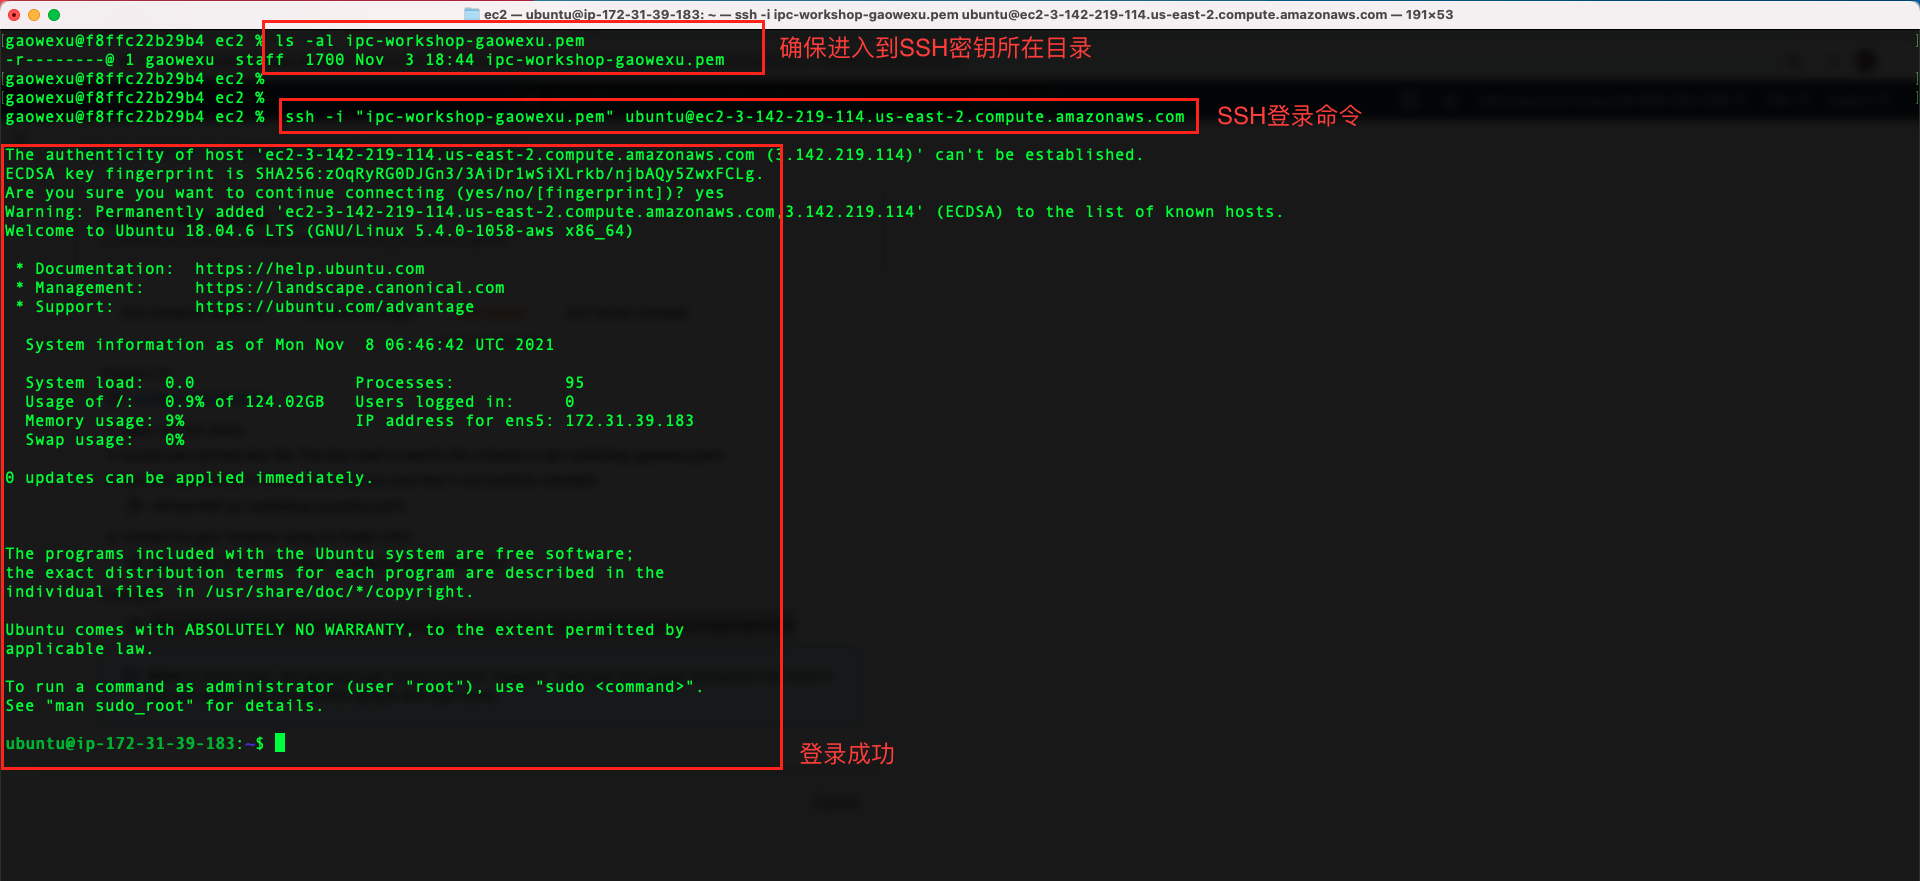 ec2 — ubuntu@ip-172-31-39-183: ~ — ssh -i ipc-workshop-gaowexu.pem ubuntu@ec2-3-142-219-114.us-east-2.compute.amazonaws.com — 191×53
gaowexu@f8ffc22b29b4 ec2 % ls -al ipc-workshop-gaowexu.pem
确保进入到SSH密钥所在目录
-r--------@ 1 gaowexu  staff  1700 Nov  3 18:44 ipc-workshop-gaowexu.pem
gaowexu@f8ffc22b29b4 ec2 %
gaowexu@f8ffc22b29b4 ec2 %
gaowexu@f8ffc22b29b4 ec2 %  ssh -i "ipc-workshop-gaowexu.pem" ubuntu@ec2-3-142-219-114.us-east-2.compute.amazonaws.com
SSH登录命令
The authenticity of host 'ec2-3-142-219-114.us-east-2.compute.amazonaws.com (3.142.219.114)' can't be established.
ECDSA key fingerprint is SHA256:zOqRyRG0DJGn3/3AiDr1wSiXLrkb/njbAQy5ZwxFCLg.
Are you sure you want to continue connecting (yes/no/[fingerprint])? yes
Warning: Permanently added 'ec2-3-142-219-114.us-east-2.compute.amazonaws.com,3.142.219.114' (ECDSA) to the list of known hosts.
Welcome to Ubuntu 18.04.6 LTS (GNU/Linux 5.4.0-1058-aws x86_64)
* Documentation:  https://help.ubuntu.com
* Management:     https://landscape.canonical.com
* Support:        https://ubuntu.com/advantage
System information as of Mon Nov  8 06:46:42 UTC 2021
System load:  0.0                Processes:           95
Usage of /:   0.9% of 124.02GB   Users logged in:     0
Memory usage: 9%                 IP address for ens5: 172.31.39.183
Swap usage:   0%
0 updates can be applied immediately.
The programs included with the Ubuntu system are free software;
the exact distribution terms for each program are described in the
individual files in /usr/share/doc/*/copyright.
Ubuntu comes with ABSOLUTELY NO WARRANTY, to the extent permitted by
applicable law.
To run a command as administrator (user "root"), use "sudo <command>".
See "man sudo_root" for details.
ubuntu@ip-172-31-39-183:~$
登录成功